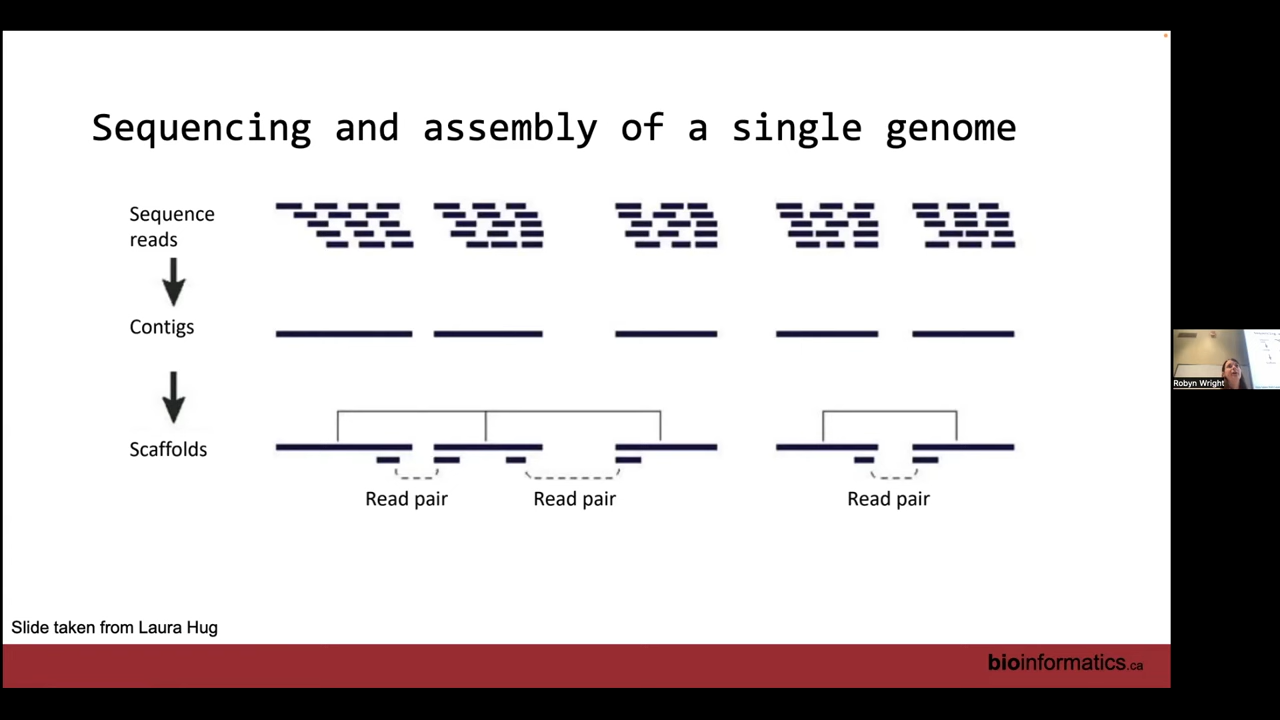 Sequencing and assembly of a single genome
Sequence
reads
Contigs
Scaffolds
Read pair
Read pair
Read pair
Slide taken from Laura Hug
bioinformatics.ca
Robyn Wright